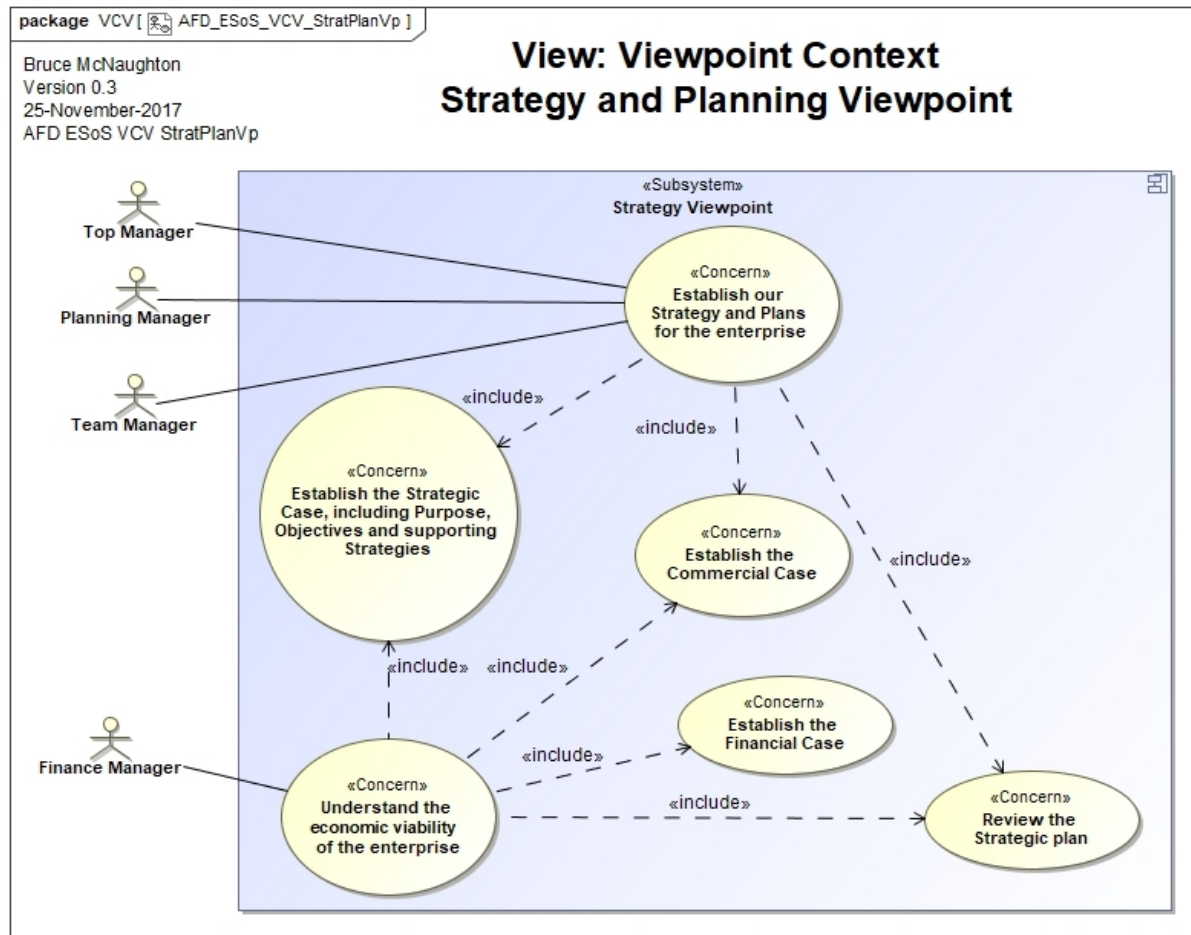 package VCV [ AFD_ESoS_VCV_StratPlanVp ]
Bruce McNaughton
Version 0.3
25-November-2017
AFD ESoS VCV StratPlanVp
View: Viewpoint Context
Strategy and Planning Viewpoint
«Subsystem»
Strategy Viewpoint
Top Manager
Planning Manager
Team Manager
«Concern»
Establish our
Strategy and Plans
for the enterprise
«include»
«include»
«include»
«Concern»
Establish the Strategic
Case, including Purpose,
Objectives and supporting
Strategies
«Concern»
Establish the
Commercial Case
«include»
«include»
«Concern»
Establish the
Financial Case
«include»
«include»
Finance Manager
«Concern»
Understand the
economic viability
of the enterprise
«Concern»
Review the
Strategic plan